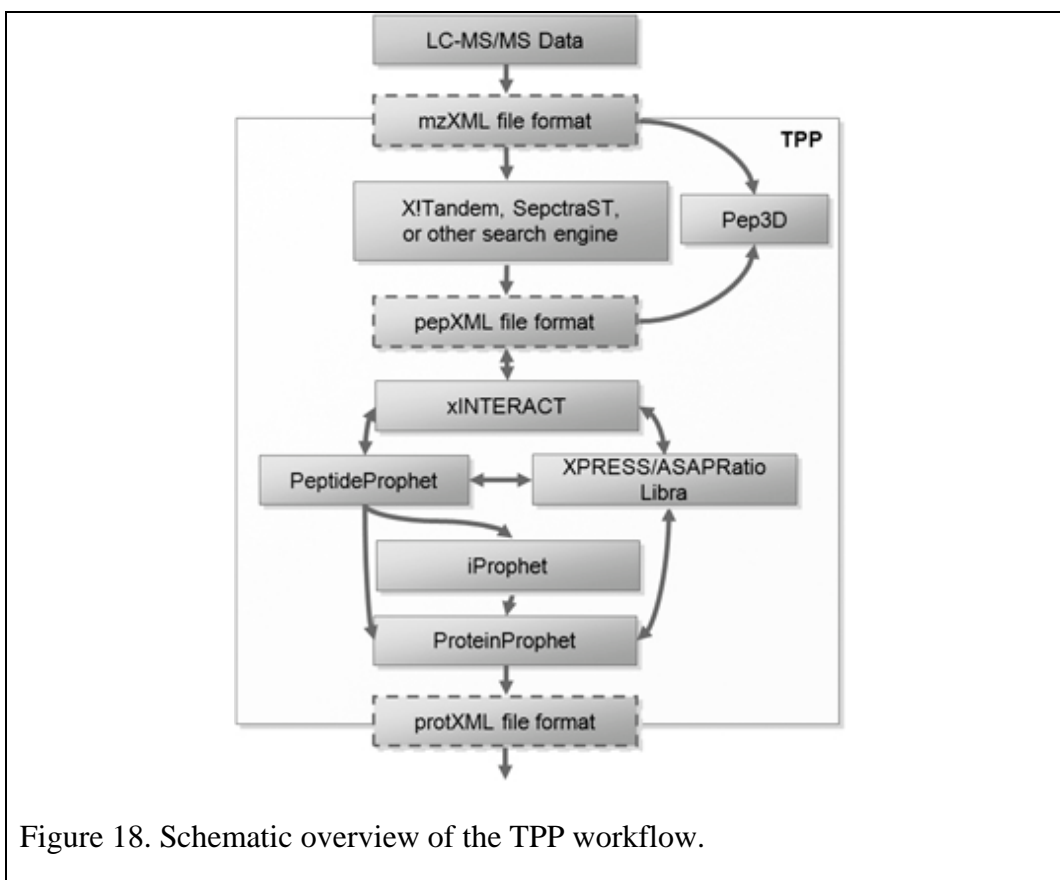 LC-MS/MS Data
mzXML file format
TPP
X!Tandem, SepctraST,
or other search engine
Pep3D
pepXML file format
xINTERACT
PeptideProphet
XPRESS/ASAPRatio
Libra
iProphet
ProteinProphet
protXML file format
Figure 18. Schematic overview of the TPP workflow.